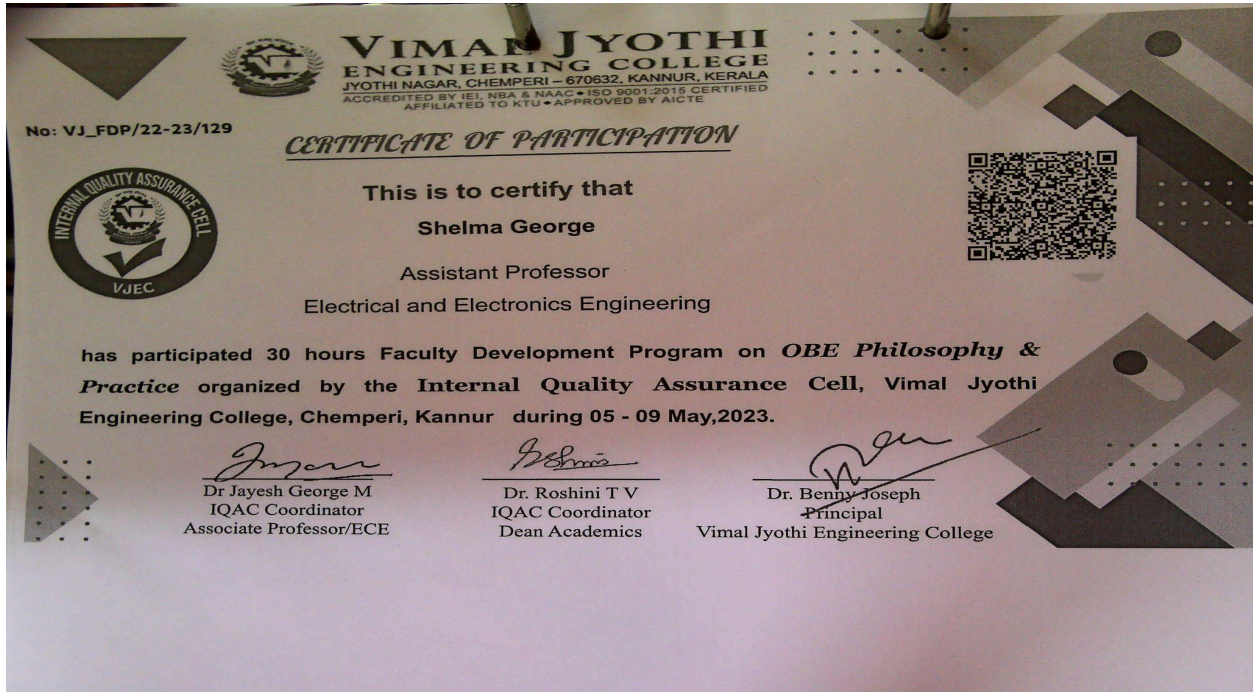 VIMAL JYOTHI
ENGINEERING COLLEGE
JYOTHI NAGAR, CHEMPERI – 670632, KANNUR, KERALA
ACCREDITED BY IEI, NBA & NAAC • ISO 9001:2015 CERTIFIED
AFFILIATED TO KTU • APPROVED BY AICTE
No: VJ_FDP/22-23/129
CERTIFICATE OF PARTICIPATION
INTERNAL QUALITY ASSURANCE CELL
VJEC
This is to certify that
Shelma George
Assistant Professor
Electrical and Electronics Engineering
has participated 30 hours Faculty Development Program on OBE Philosophy &
Practice organized by the Internal Quality Assurance Cell, Vimal Jyothi
Engineering College, Chemperi, Kannur during 05 - 09 May,2023.
Dr Jayesh George M
IQAC Coordinator
Associate Professor/ECE
Dr. Roshini T V
IQAC Coordinator
Dean Academics
Dr. Benny Joseph
Principal
Vimal Jyothi Engineering College